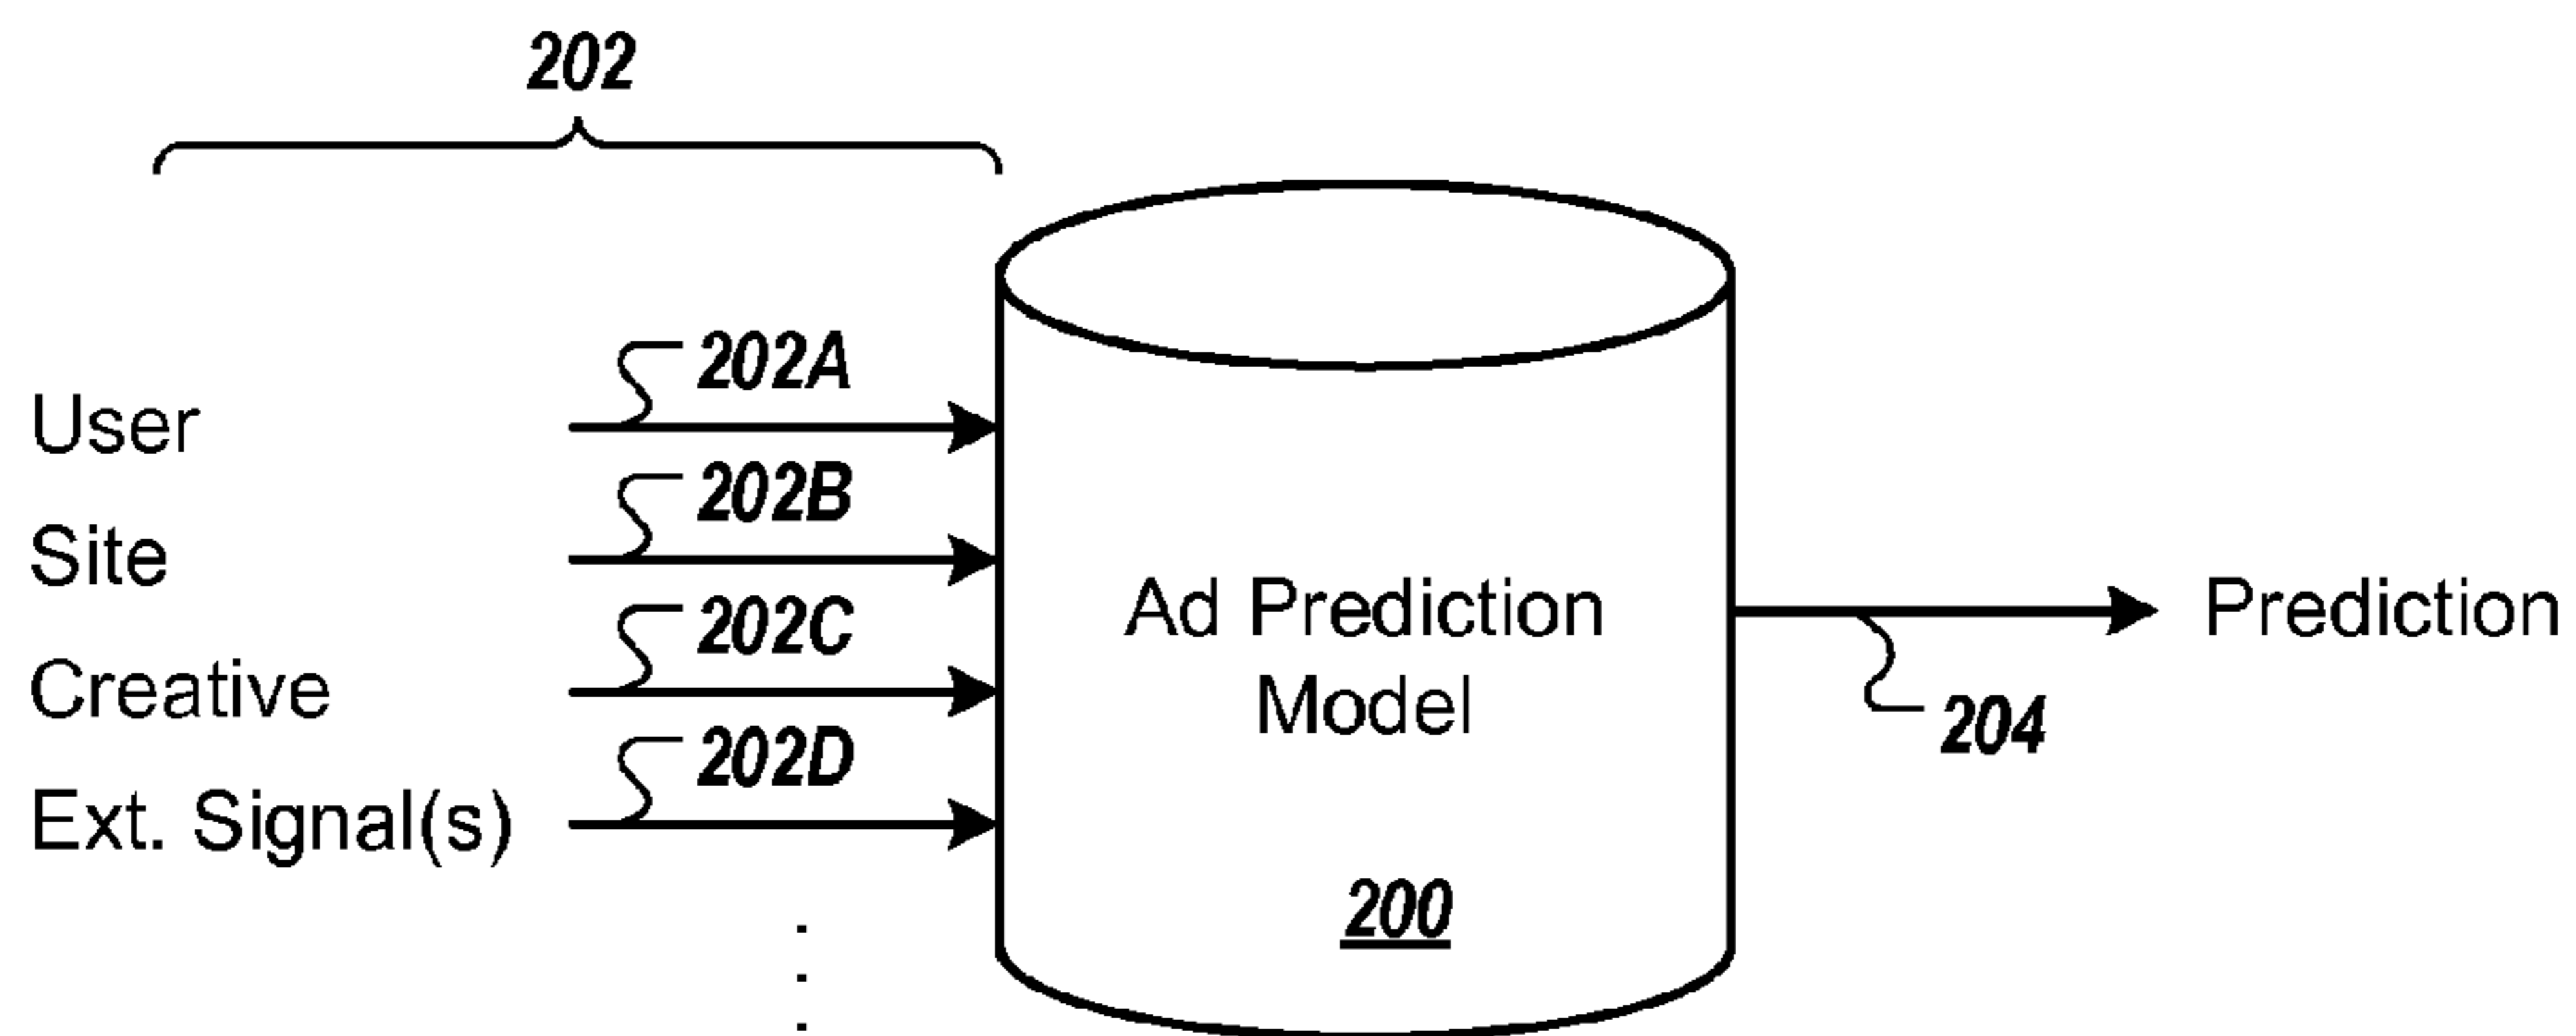 202
202A
User
202B
Site
202C
Creative
202D
Ext. Signal(s)
Ad Prediction
Model
200
204
Prediction